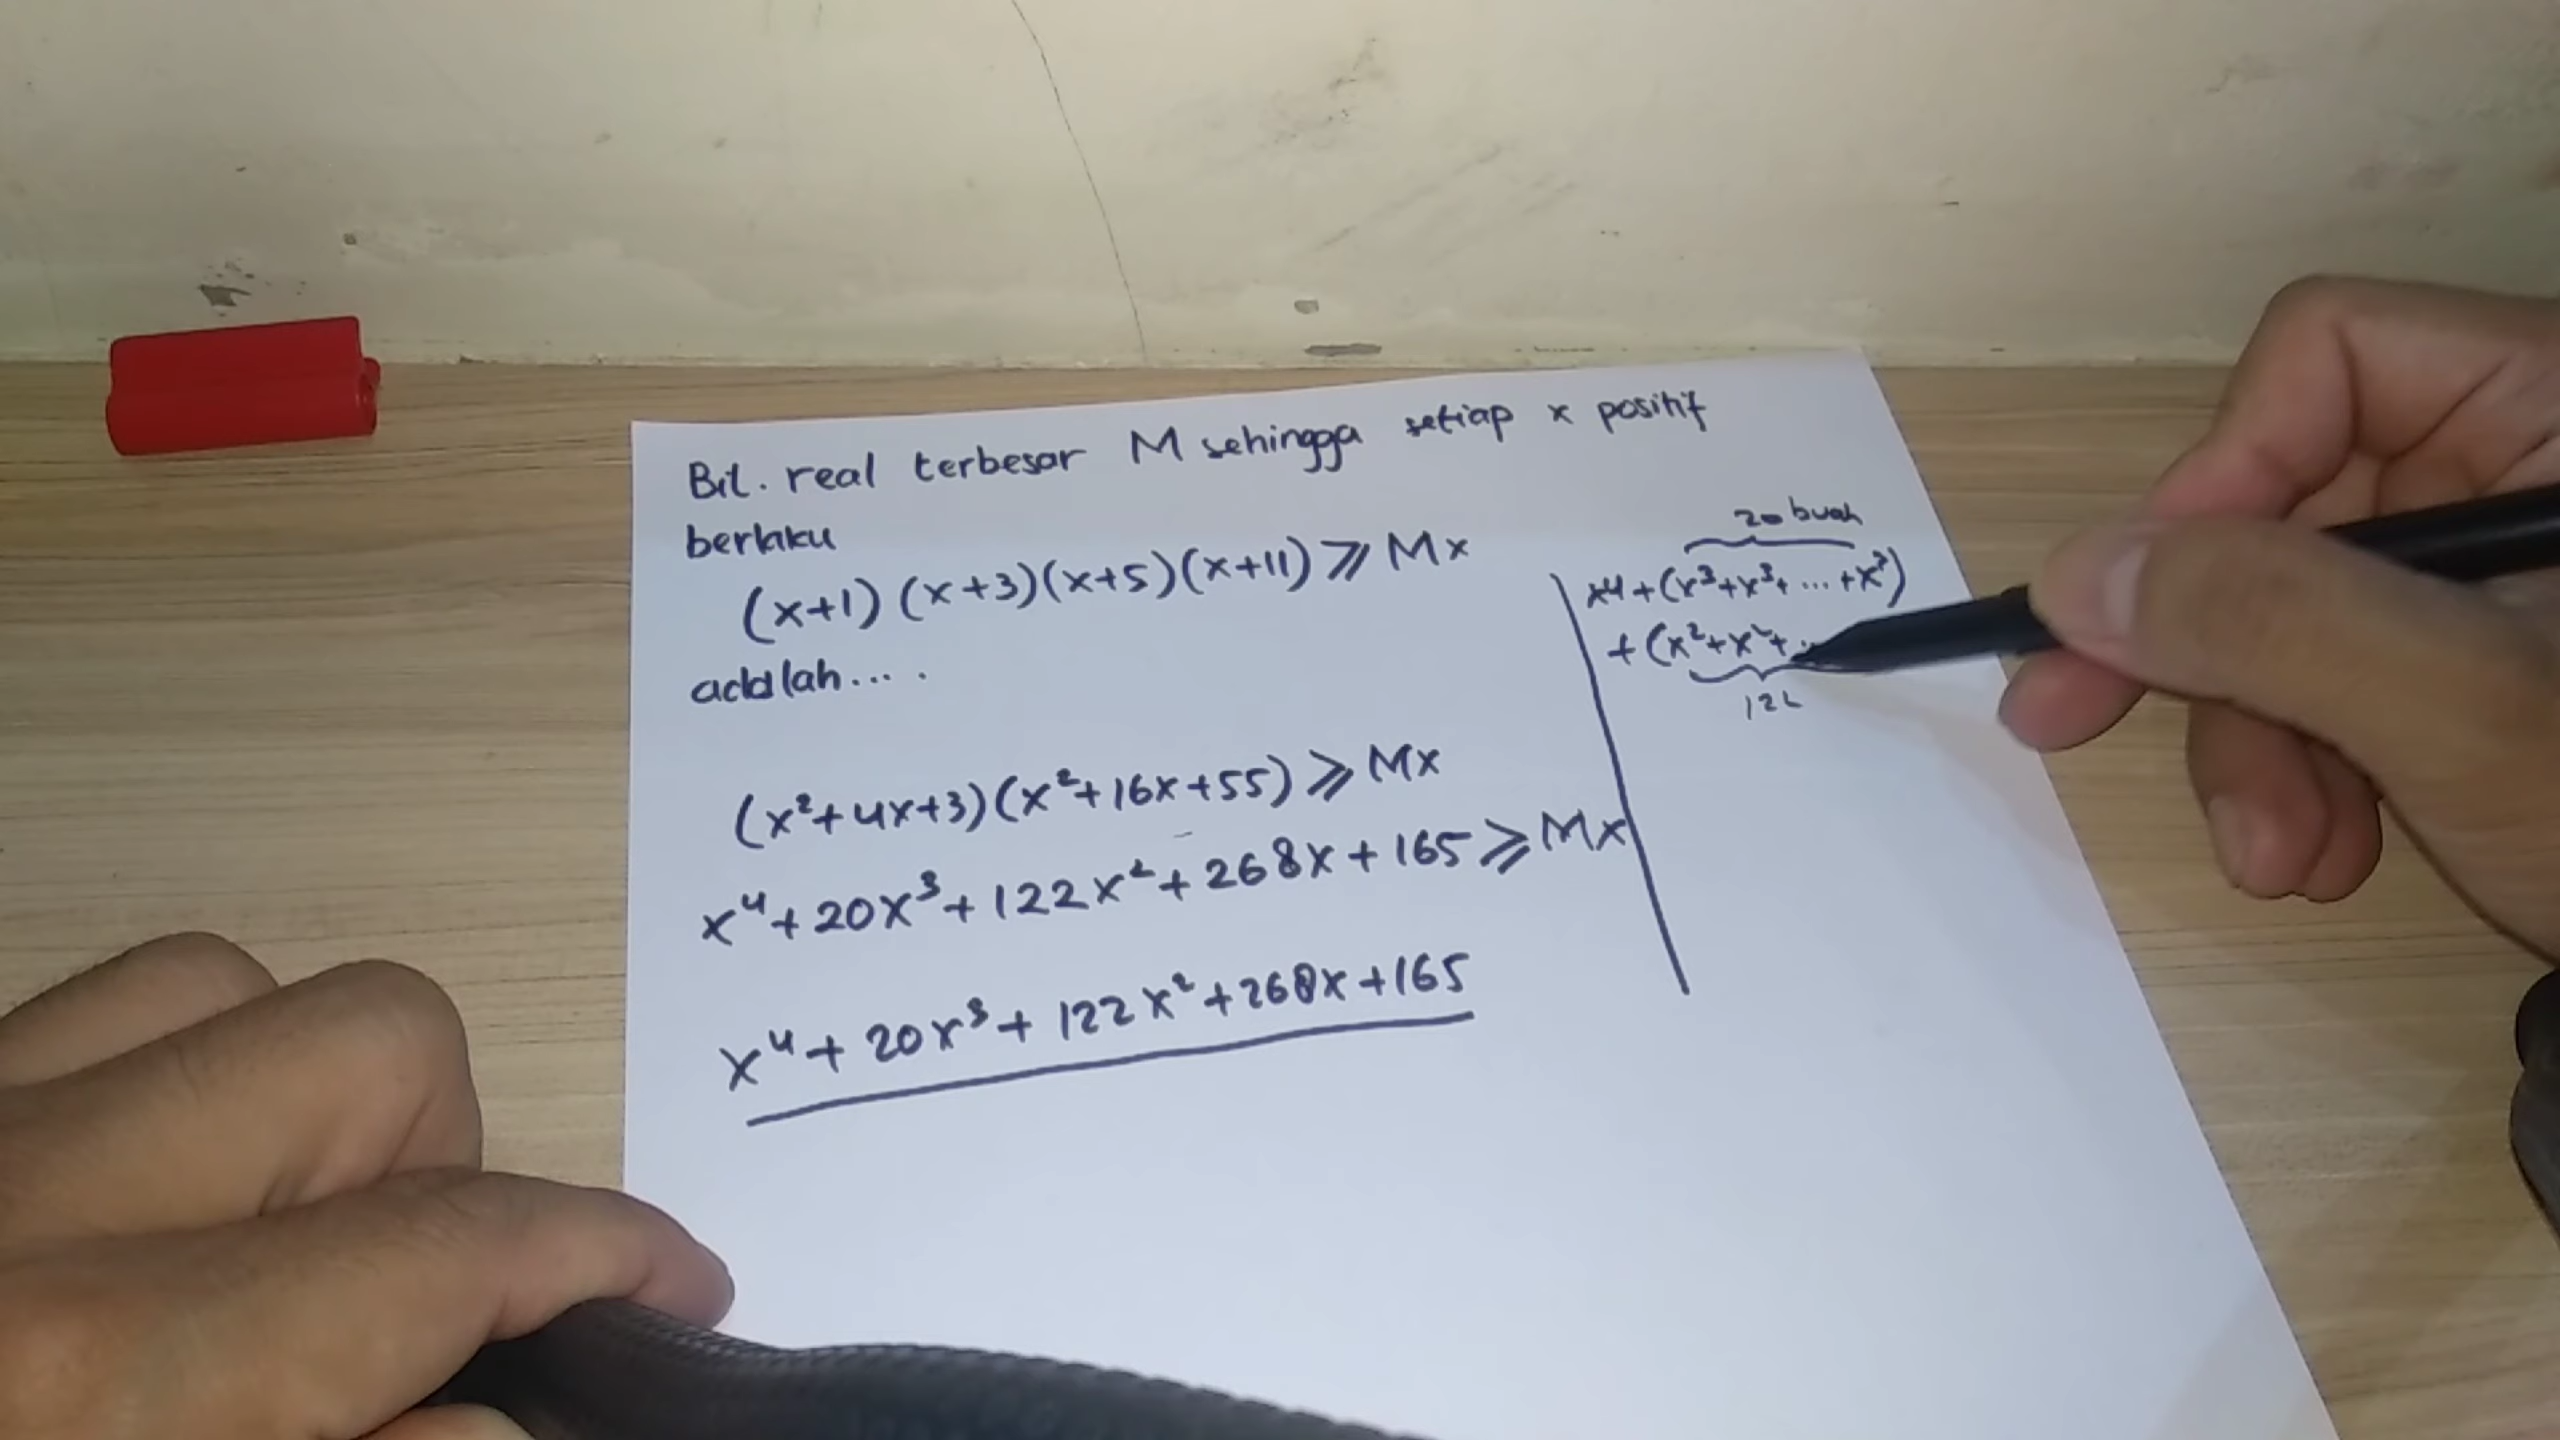 Bil. real terbesar M sehingga setiap x positif
berlaku
(x+1)(x+3)(x+5)(x+11) ⩾ Mx
adalah....
(x²+4x+3)(x²+16x+55) ⩾ Mx
x⁴+20x³+122x²+268x+165 ⩾ Mx
x⁴+20x³+122x²+268x+165
20 buah
x⁴+(x³+x³+...+x³)
+(x²+x²+..
122